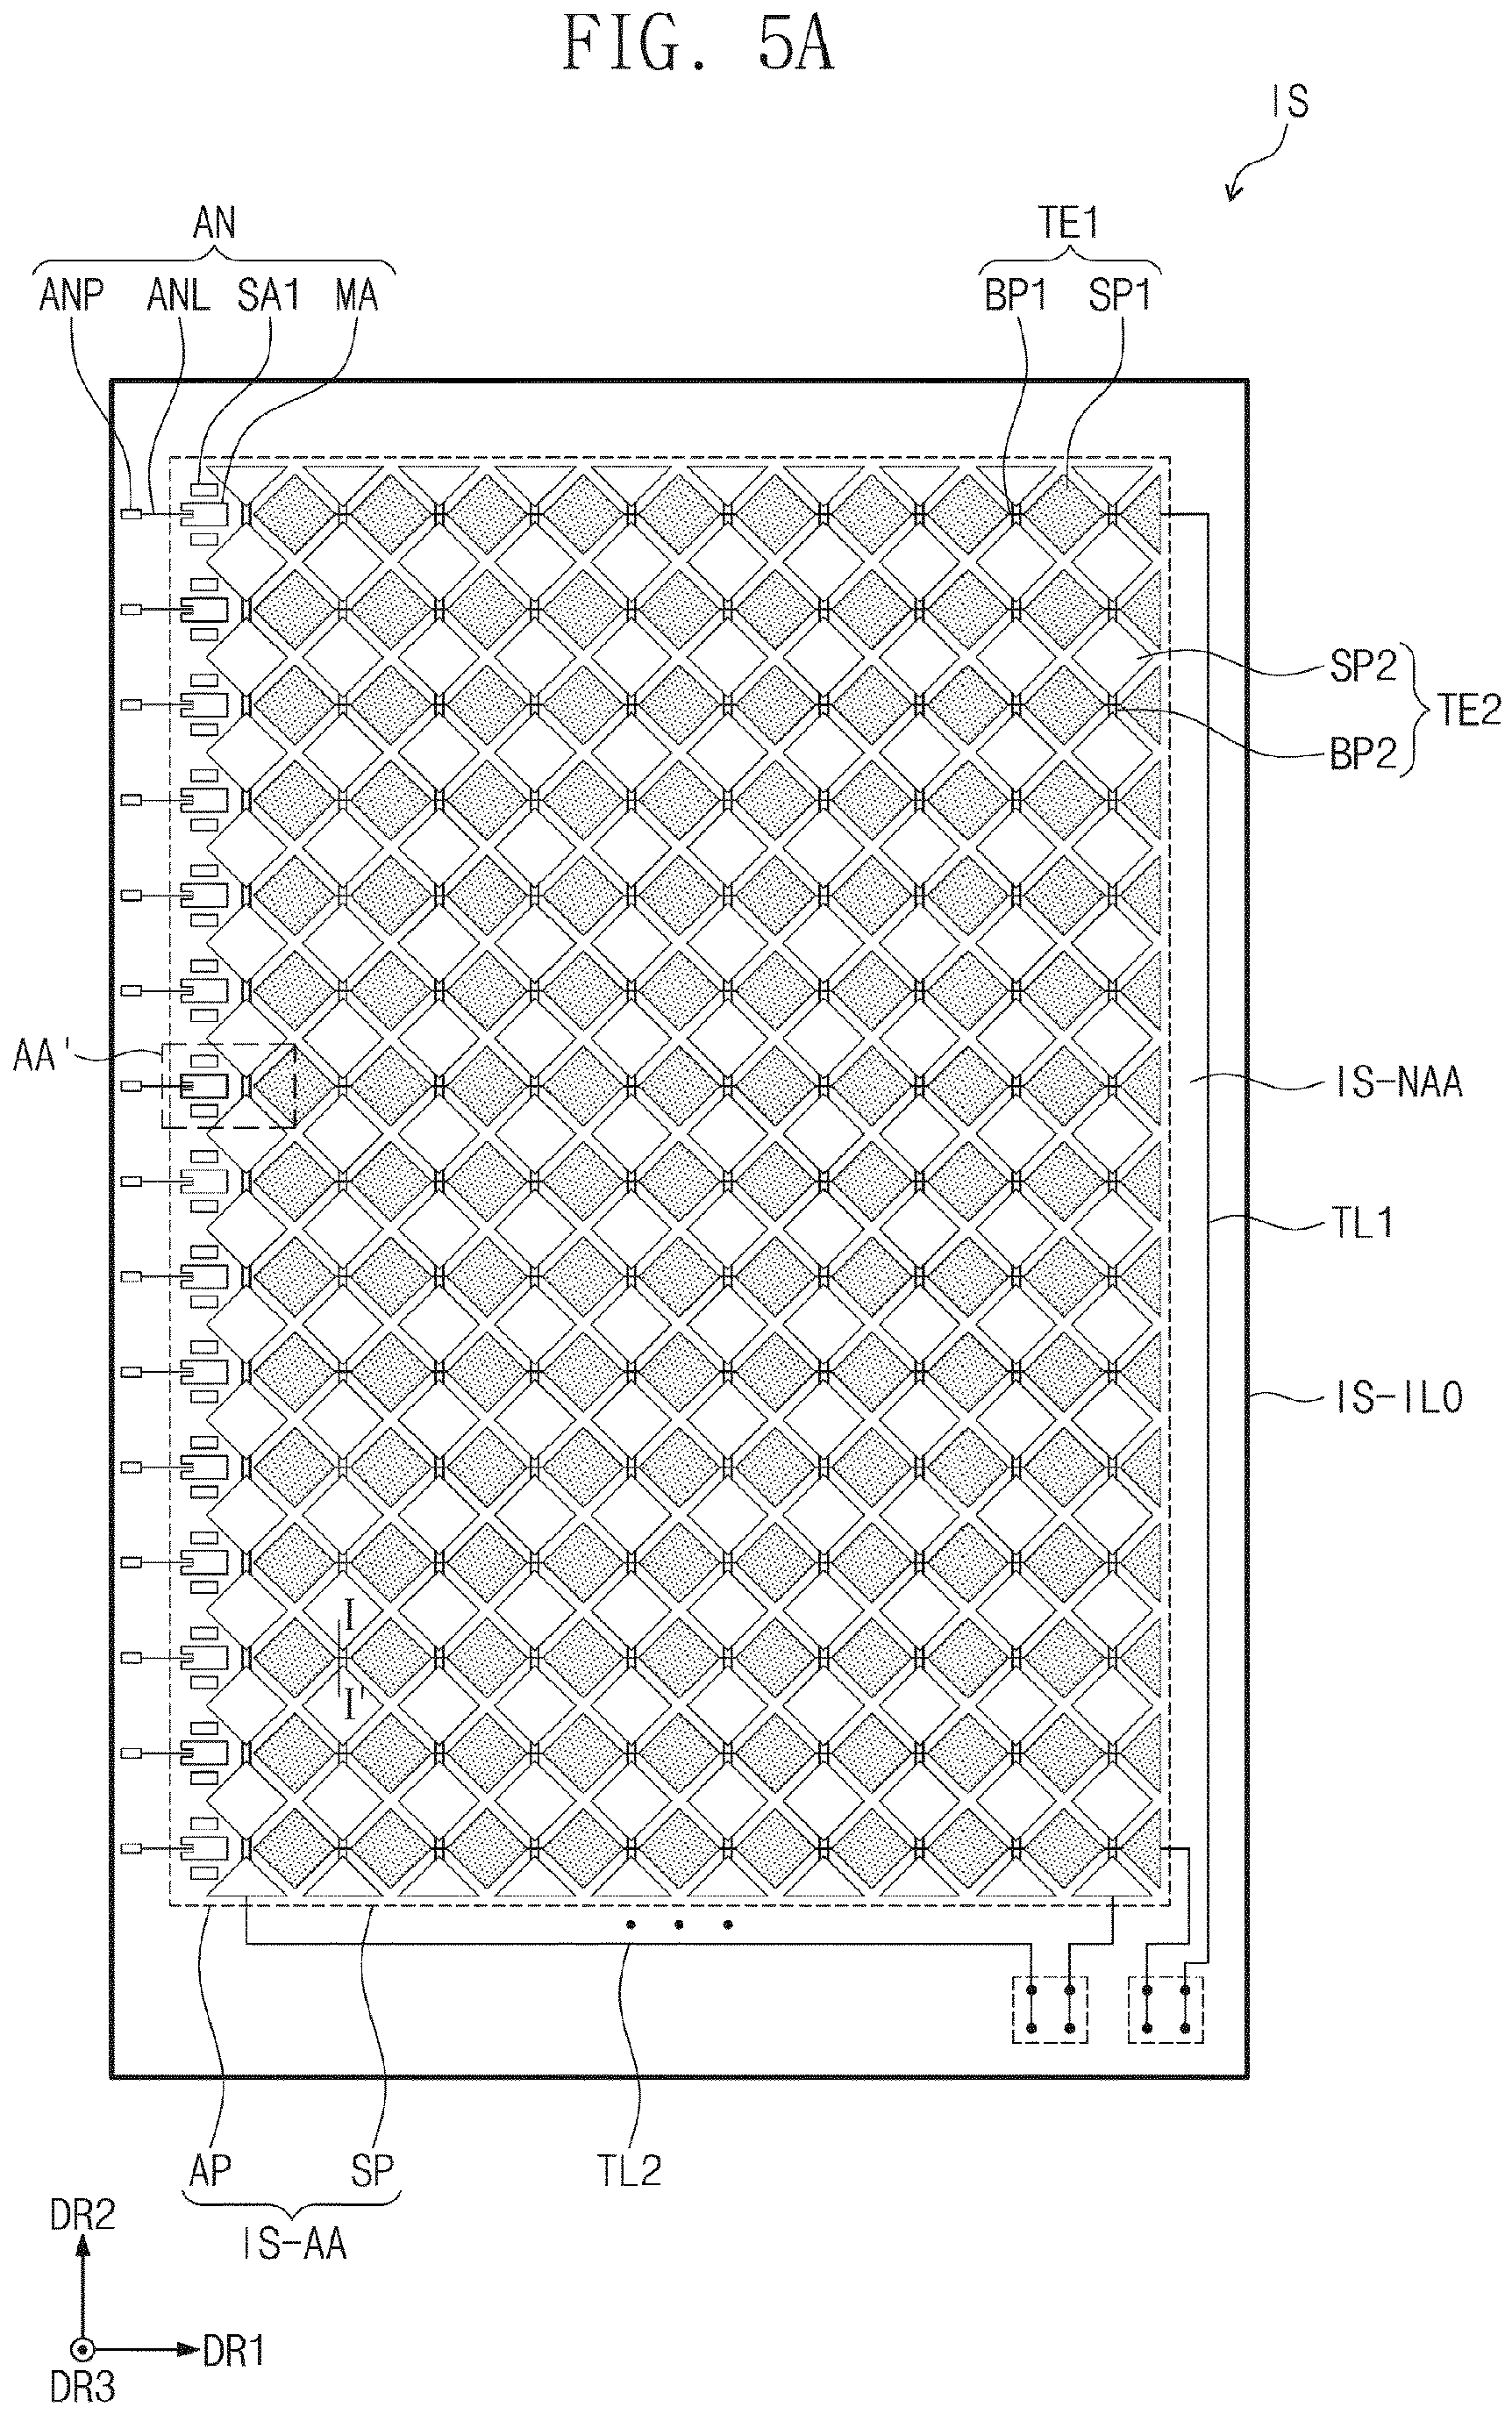 FIG. 5A
IS
AN
TE1
ANP ANL SA1 MA
BP1 SP1
SP2
TE2
BP2
AA'
IS-NAA
TL1
IS-IL0
I
I'
AP SP
TL2
IS-AA
DR2
DR1
DR3